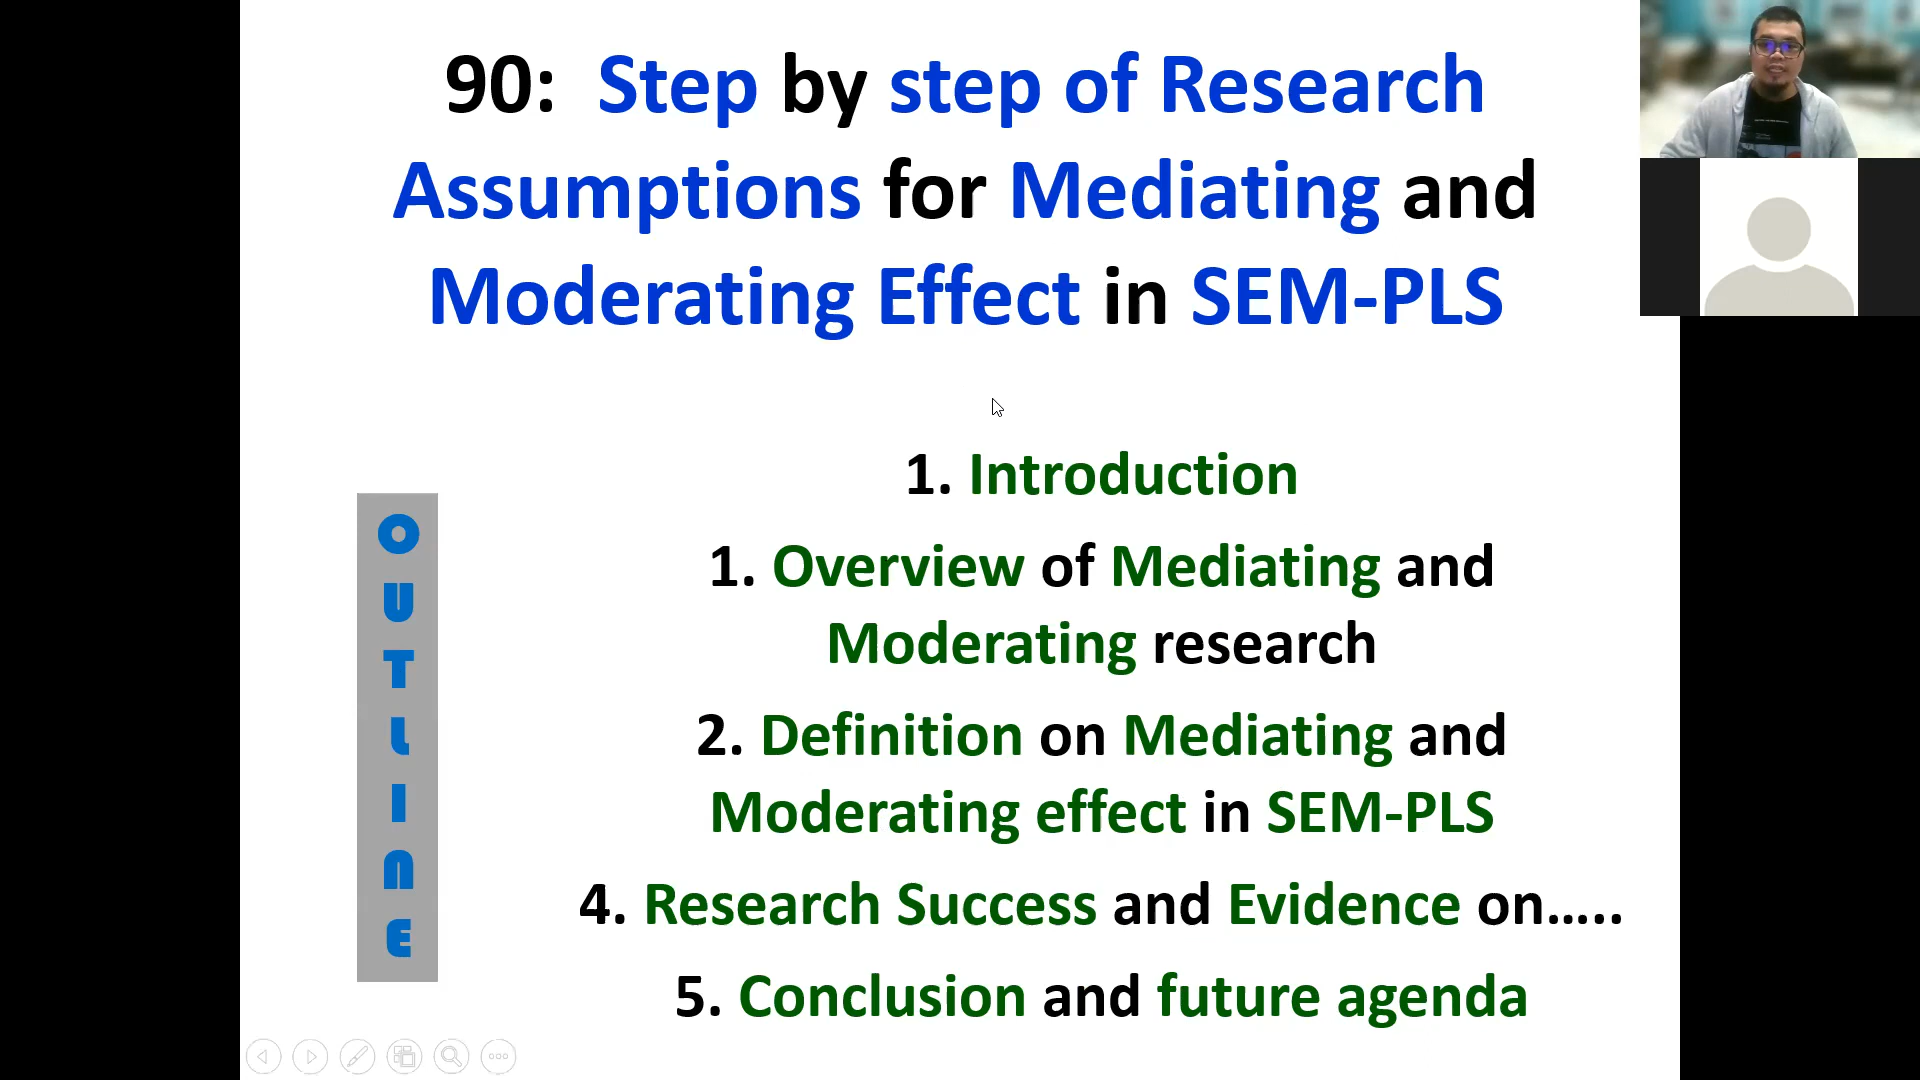 90: Step by step of Research
Assumptions for Mediating and
Moderating Effect in SEM-PLS
OUTLINE
1. Introduction
1. Overview of Mediating and
Moderating research
2. Definition on Mediating and
Moderating effect in SEM-PLS
4. Research Success and Evidence on…..
5. Conclusion and future agenda